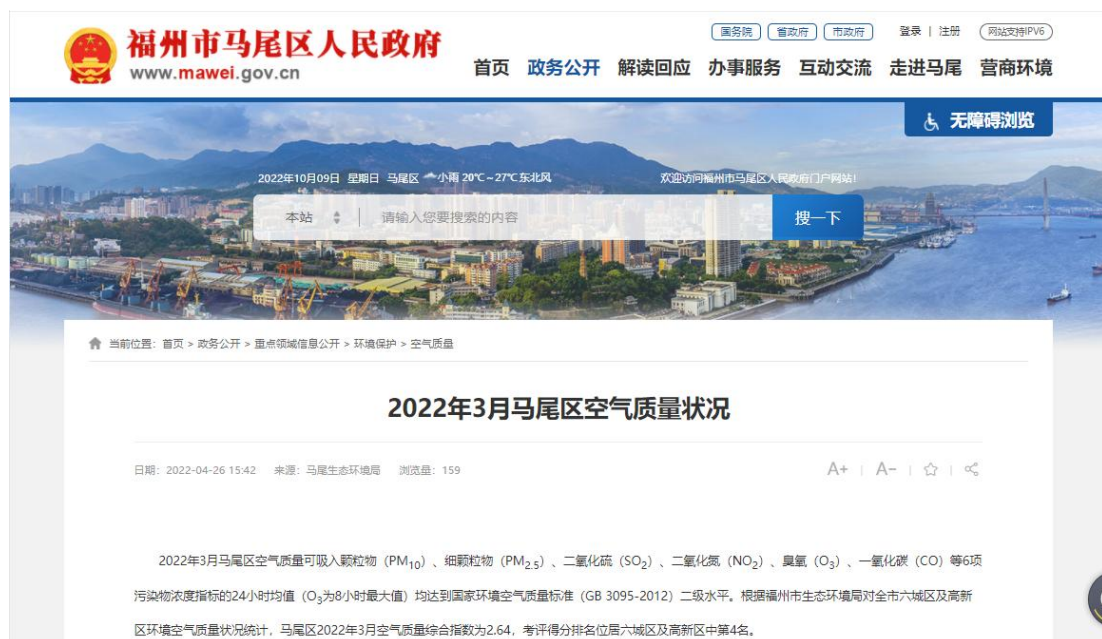 国务院 省政府 市政府 登录 | 注册 网站支持IPV6
福州市马尾区人民政府
www.mawei.gov.cn
首页 政务公开 解读回应 办事服务 互动交流 走进马尾 营商环境
无障碍浏览
2022年10月09日 星期日 马尾区 小雨 20℃~27℃ 东北风 欢迎访问福州市马尾区人民政府门户网站!
本站 请输入您要搜索的内容 搜一下
当前位置: 首页 > 政务公开 > 重点领域信息公开 > 环境保护 > 空气质量
2022年3月马尾区空气质量状况
日期: 2022-04-26 15:42 来源: 马尾生态环境局 浏览量: 159 A+ | A- | |
2022年3月马尾区空气质量可吸入颗粒物（PM10）、细颗粒物（PM2.5）、二氧化硫（SO2）、二氧化氮（NO2）、臭氧（O3）、一氧化碳（CO）等6项
污染物浓度指标的24小时均值（O3为8小时最大值）均达到国家环境空气质量标准（GB 3095-2012）二级水平。根据福州市生态环境局对全市六城区及高新
区环境空气质量状况统计，马尾区2022年3月空气质量综合指数为2.64，考评得分排名位居六城区及高新区中第4名。